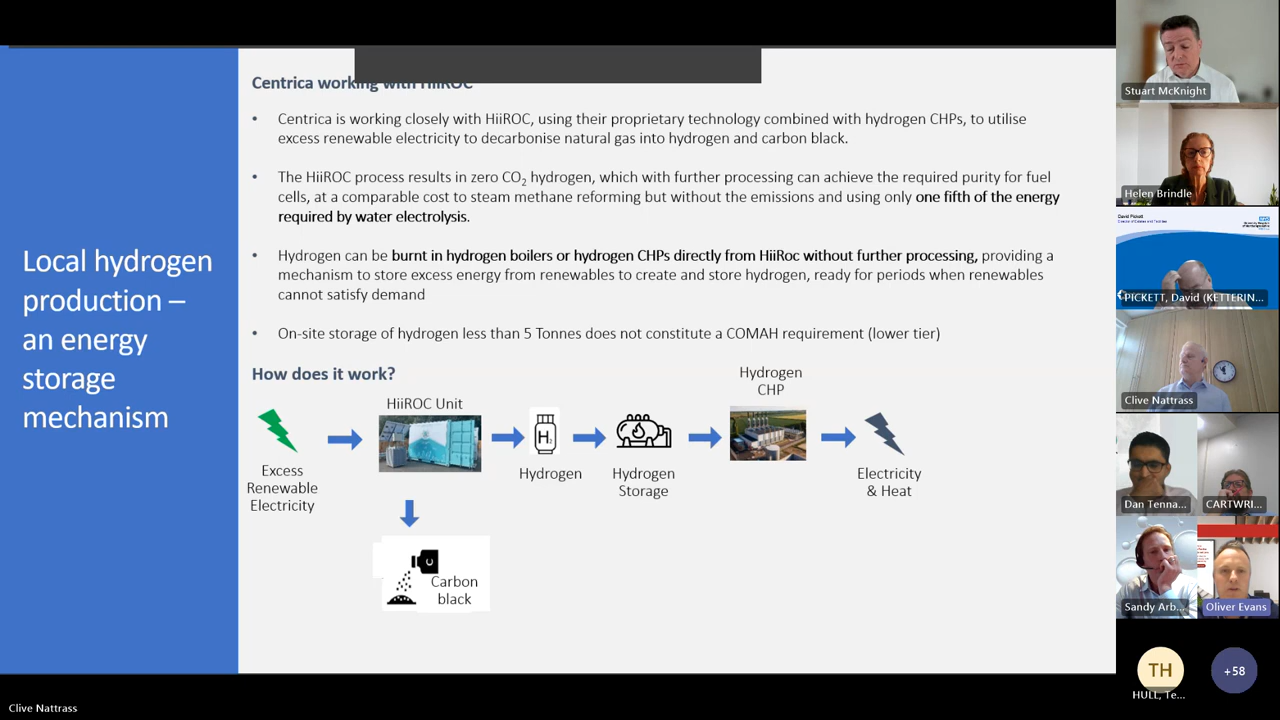 Centrica working with HiiROC
• Centrica is working closely with HiiROC, using their proprietary technology combined with hydrogen CHPs, to utilise
excess renewable electricity to decarbonise natural gas into hydrogen and carbon black.
• The HiiROC process results in zero CO2 hydrogen, which with further processing can achieve the required purity for fuel
cells, at a comparable cost to steam methane reforming but without the emissions and using only one fifth of the energy
required by water electrolysis.
• Hydrogen can be burnt in hydrogen boilers or hydrogen CHPs directly from HiiRoc without further processing, providing a
mechanism to store excess energy from renewables to create and store hydrogen, ready for periods when renewables
cannot satisfy demand
• On-site storage of hydrogen less than 5 Tonnes does not constitute a COMAH requirement (lower tier)
Local hydrogen
production –
an energy
storage
mechanism
How does it work?
Excess
Renewable
Electricity
HiiROC Unit
Carbon
black
H2
Hydrogen
Hydrogen
Storage
Hydrogen
CHP
Electricity
& Heat
Stuart McKnight
Helen Brindle
David Pickett
NHS
PICKETT, David (KETTERIN...
Clive Nattrass
Dan Tenna...
CARTWRI...
Sandy Arb...
Oliver Evans
TH
HULL, Te...
+58
Clive Nattrass